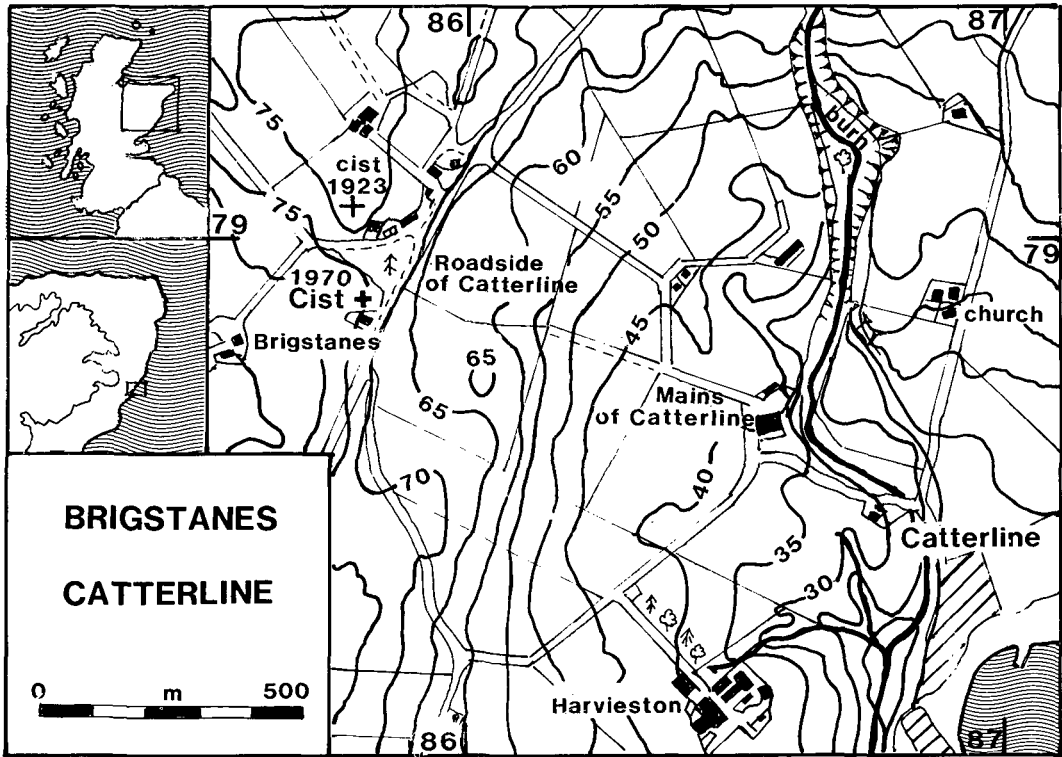 86
87
75
burn
cist
1923
60
55
75
79
50
79
1970
Cist
Roadside
of Catterline
45
church
Brigstanes
65
65
Mains
of Catterline
70
40
BRIGSTANES
CATTERLINE
Catterline
35
30
0 m 500
Harvieston
86
87